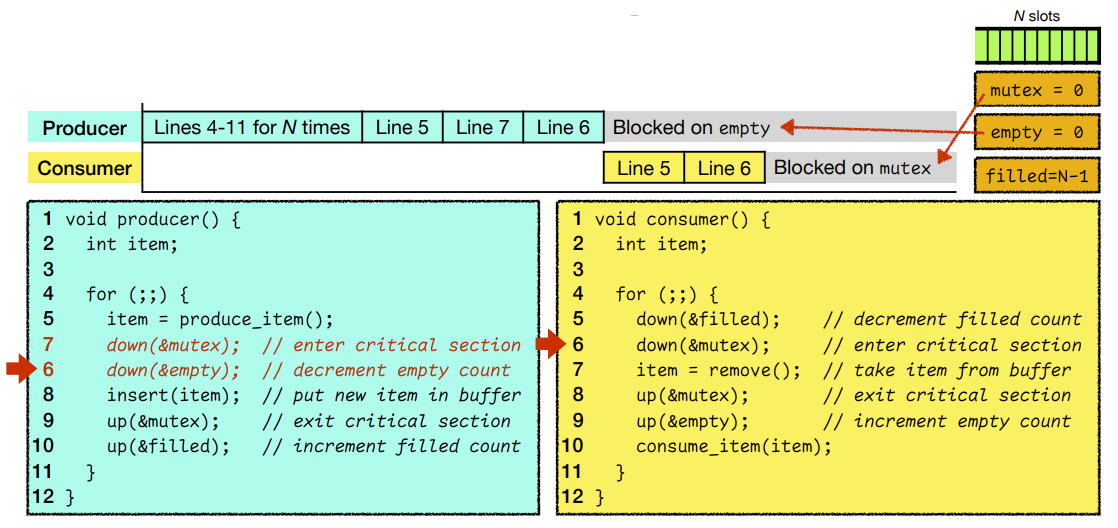 N slots
mutex = 0
empty = 0
filled=N-1
Producer Lines 4-11 for N times Line 5 Line 7 Line 6 Blocked on empty
Consumer Line 5 Line 6 Blocked on mutex
1 void producer() {
2 int item;
3
4 for (;;) {
5 item = produce_item();
7 down(&mutex); // enter critical section
6 down(&empty); // decrement empty count
8 insert(item); // put new item in buffer
9 up(&mutex); // exit critical section
10 up(&filled); // increment filled count
11 }
12 }
1 void consumer() {
2 int item;
3
4 for (;;) {
5 down(&filled); // decrement filled count
6 down(&mutex); // enter critical section
7 item = remove(); // take item from buffer
8 up(&mutex); // exit critical section
9 up(&empty); // increment empty count
10 consume_item(item);
11 }
12 }